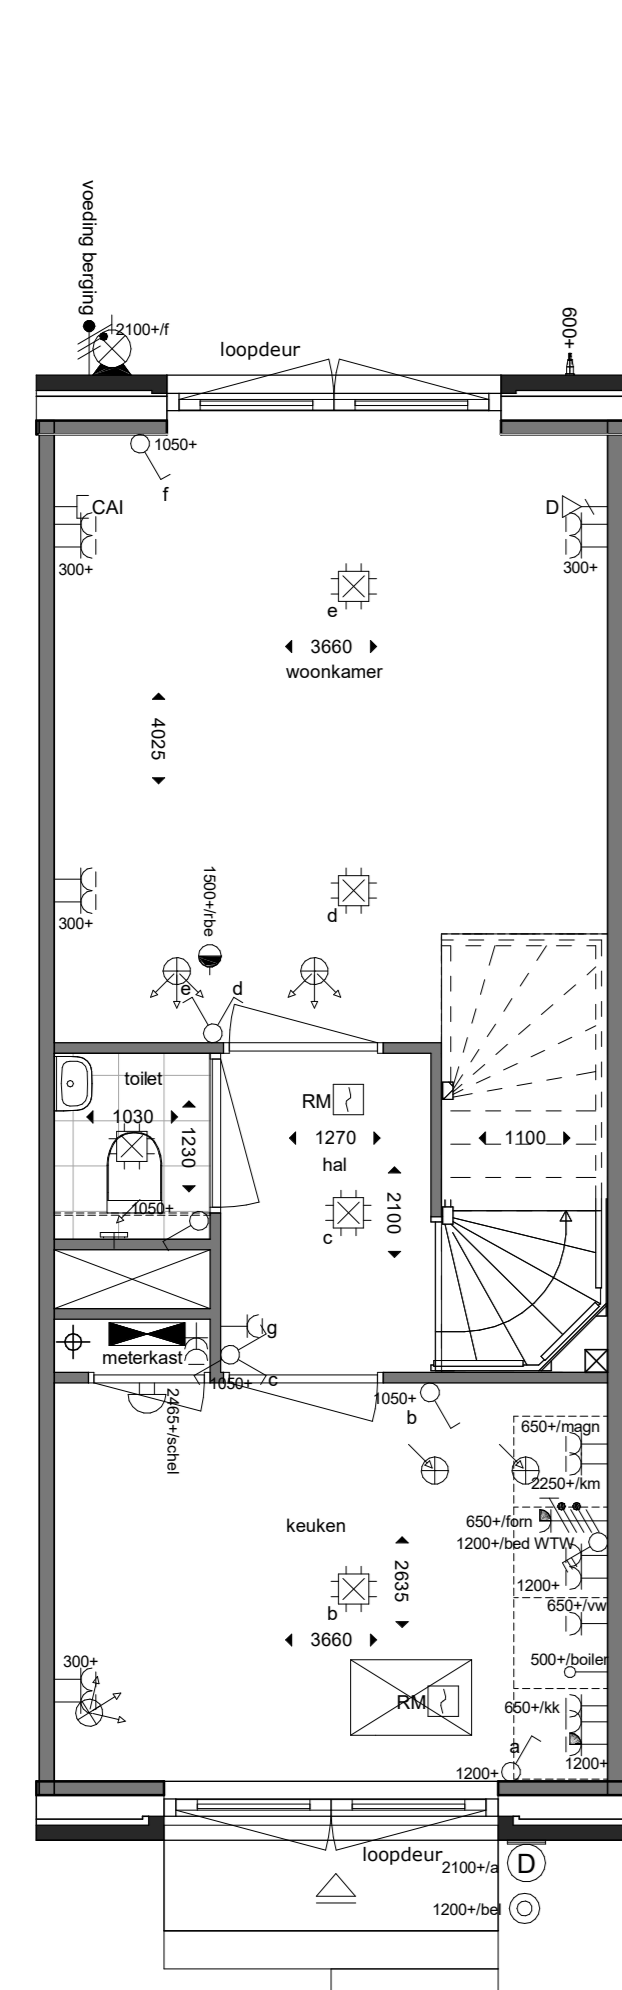 voeding berging
2100+/f
loopdeur
600+
1050+
f
CAI
D
300+
300+
e
3660
woonkamer
4025
1500+/rbe
d
300+
e
d
toilet
RM
1030
1230
1270
hal
1100
2100
1050+
c
g
meterkast
1050+
c
2465+/schel
1050+
b
650+/magn
2250+/km
650+/forn
keuken
1200+/bed WTW
2635
1200+
b
650+/vw
3660
300+
500+/boiler
RM
650+/kk
a
1200+
1200+
loopdeur
2100+/a
D
1200+/bel